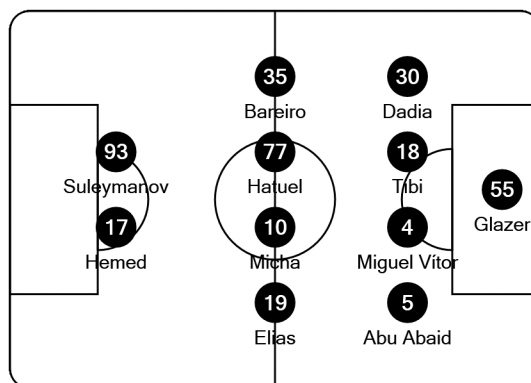 35
Bareiro
30
Dadia
93
Suleymanov
77
Hatuel
18
Tibi
55
Glazer
17
Hemed
10
Micha
4
Miguel Vítor
19
Elias
5
Abu Abaid